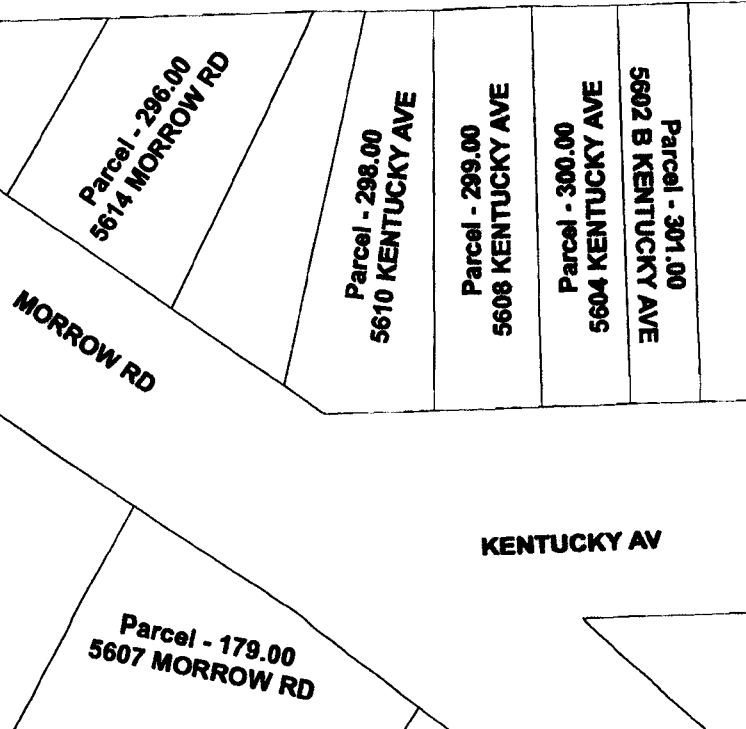 Parcel - 296.00
5614 MORROW RD
Parcel - 298.00
5610 KENTUCKY AVE
Parcel - 299.00
5608 KENTUCKY AVE
Parcel - 300.00
5604 KENTUCKY AVE
Parcel - 301.00
5602 B KENTUCKY AVE
MORROW RD
KENTUCKY AV
Parcel - 179.00
5607 MORROW RD